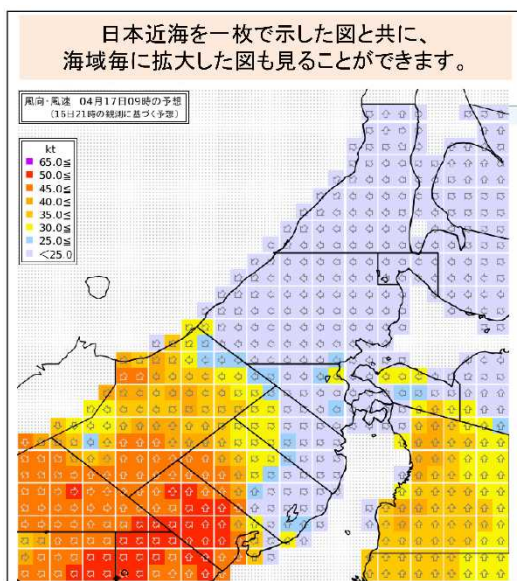 日本近海を一枚で示した図と共に、
海域毎に拡大した図も見ることができます。
風向・風速 04月17日09時の予想
(16日21時の観測に基づく予想)
kt
65.0≦
50.0≦
45.0≦
40.0≦
35.0≦
30.0≦
25.0≦
<25.0